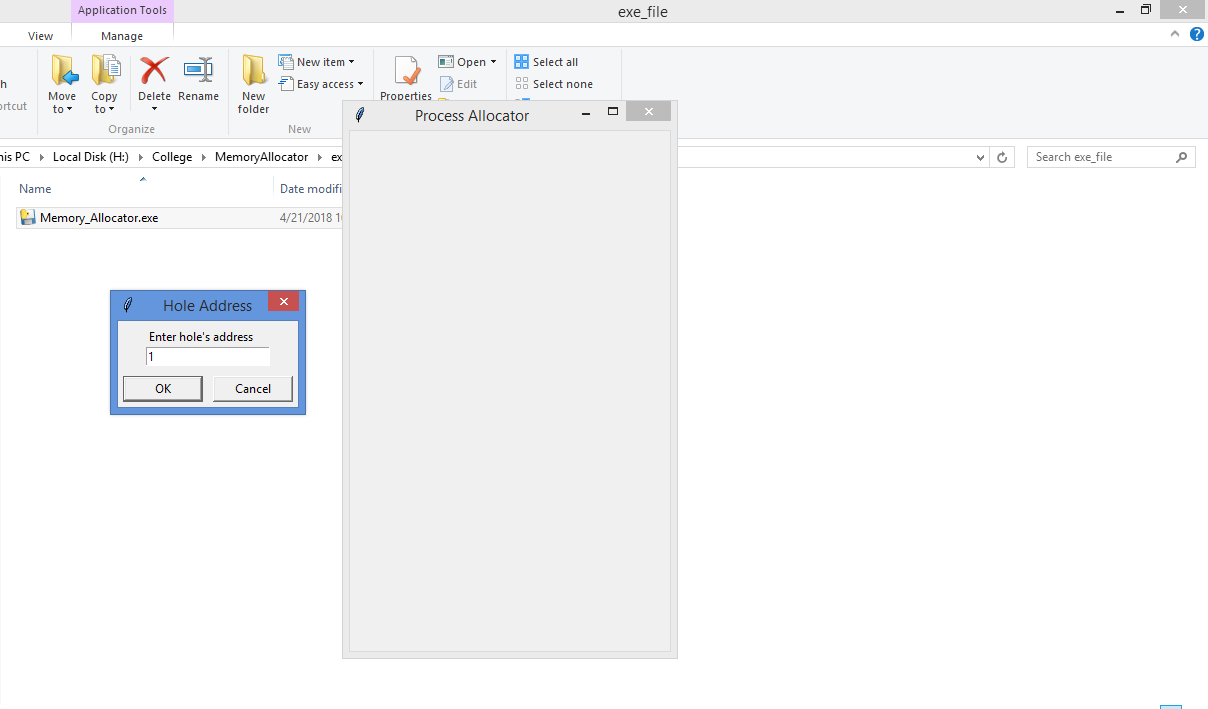 Application Tools
exe_file
View
Manage
?
h
ortcut
Move to
Copy to
Delete
Rename
Organize
New folder
New item
Easy access
New
Properties
Open
Edit
Select all
Select none
his PC
Local Disk (H:)
College
MemoryAllocator
ex
Search exe_file
Name
Date modifi
Memory_Allocator.exe
4/21/2018 10
Process Allocator
Hole Address
Enter hole's address
1
OK
Cancel